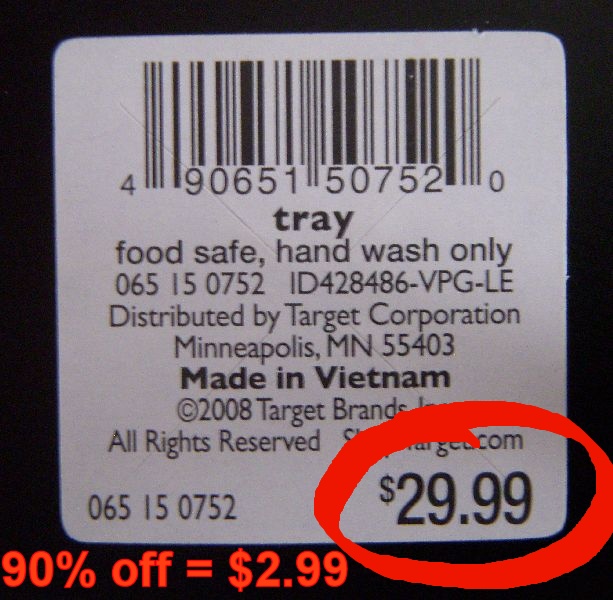 4 90651 50752 0
tray
food safe, hand wash only
065 15 0752 ID428486-VPG-LE
Distributed by Target Corporation
Minneapolis, MN 55403
Made in Vietnam
©2008 Target Brands,
All Rights Reserved
065 15 0752 $29.99
90% off = $2.99